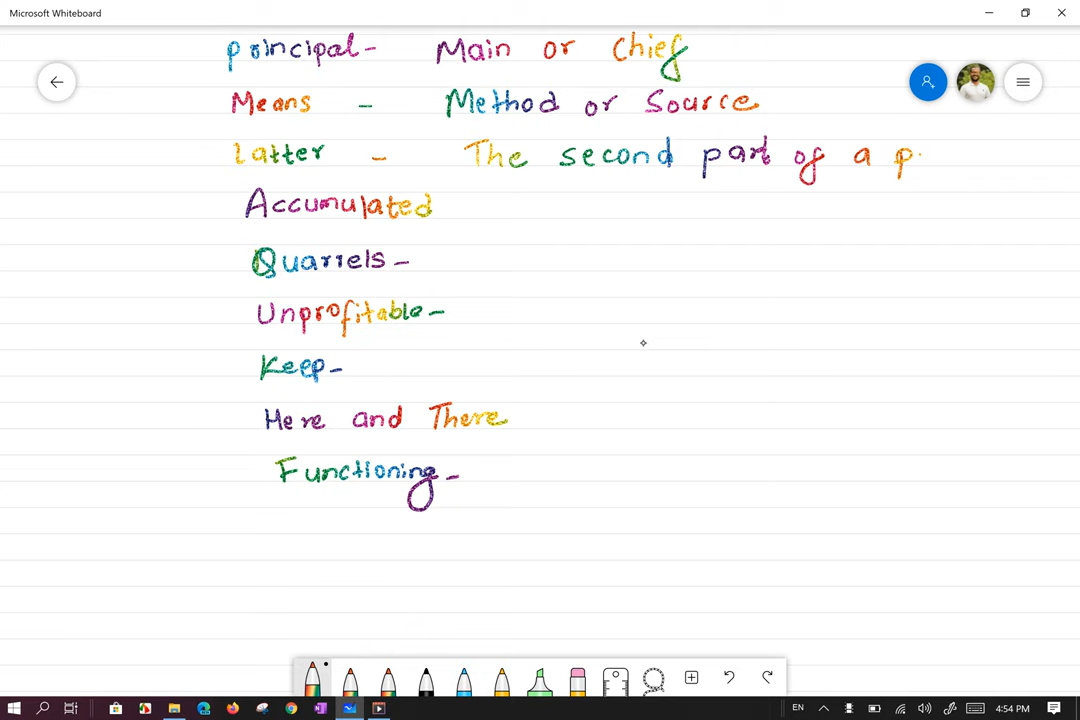 Microsoft Whiteboard
principal- Main or Chief
Means - Method or Source
Latter - The second part of a p
Accumulated
Quarrels-
Unprofitable-
Keep-
Here and There
Functioning-
EN
4:54 PM